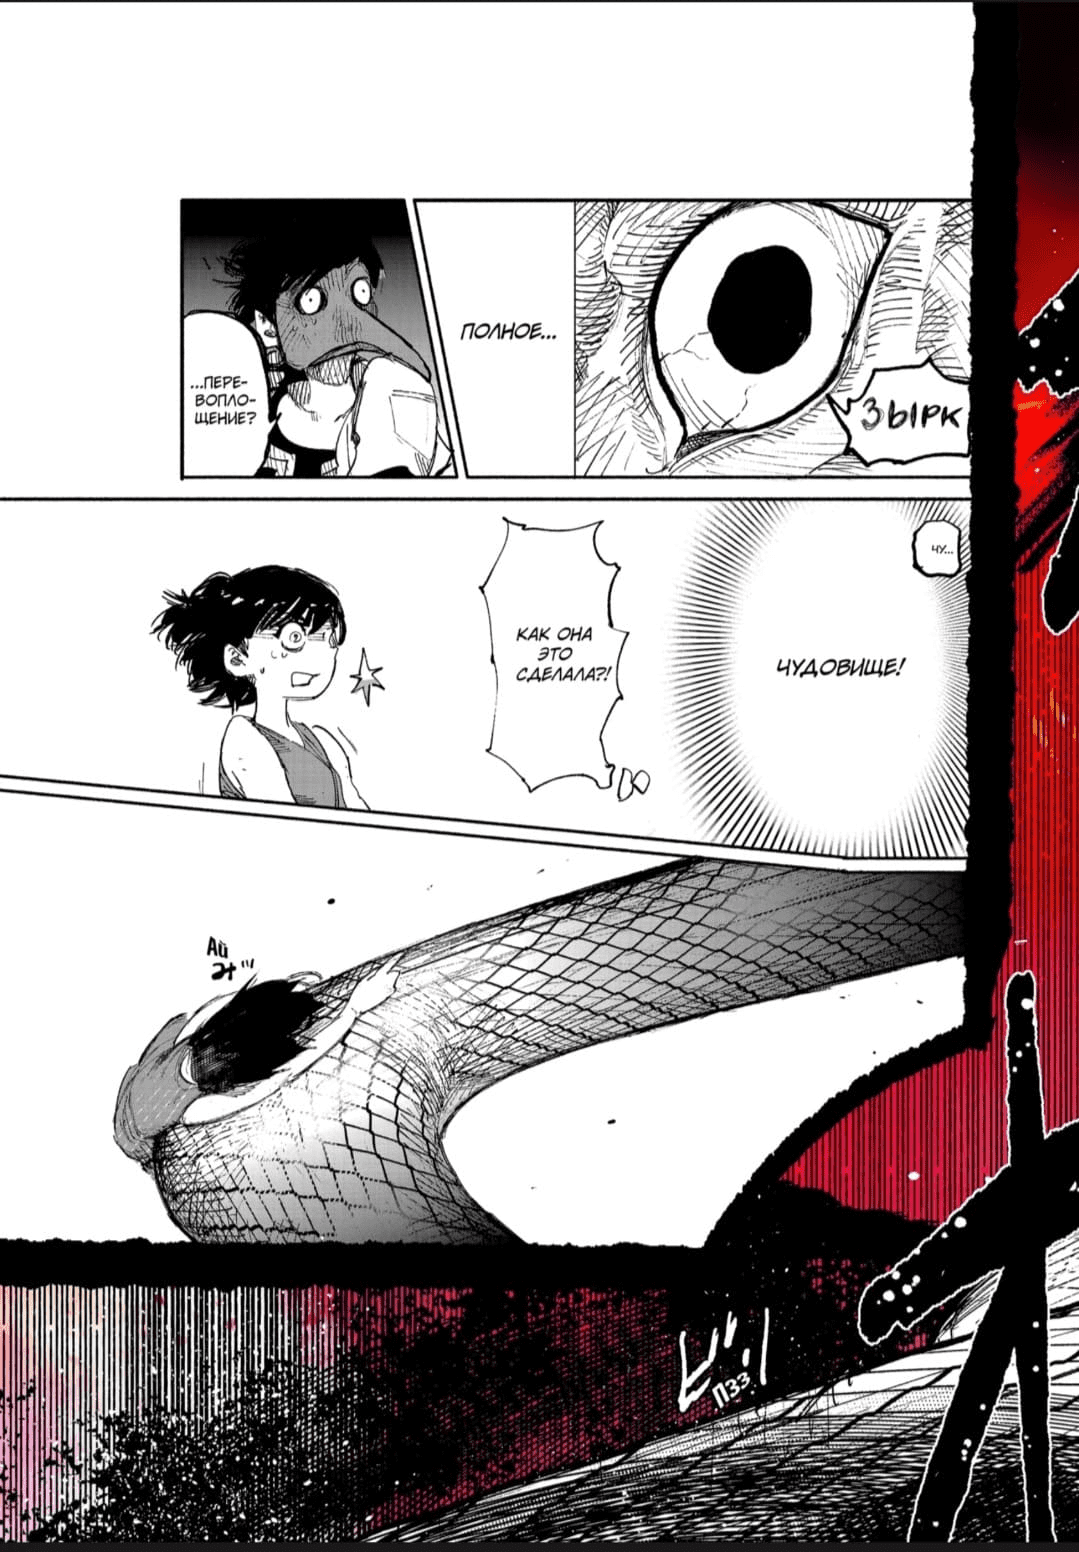 ЗЫРК
ПОЛНОЕ...
...ПЕРЕ-
ВОПЛО-
ЩЕНИЕ?
ЧУ...
ЧУДОВИЩЕ!
КАК ОНА
ЭТО
СДЕЛАЛА?!
АЙ
ПЗЗ